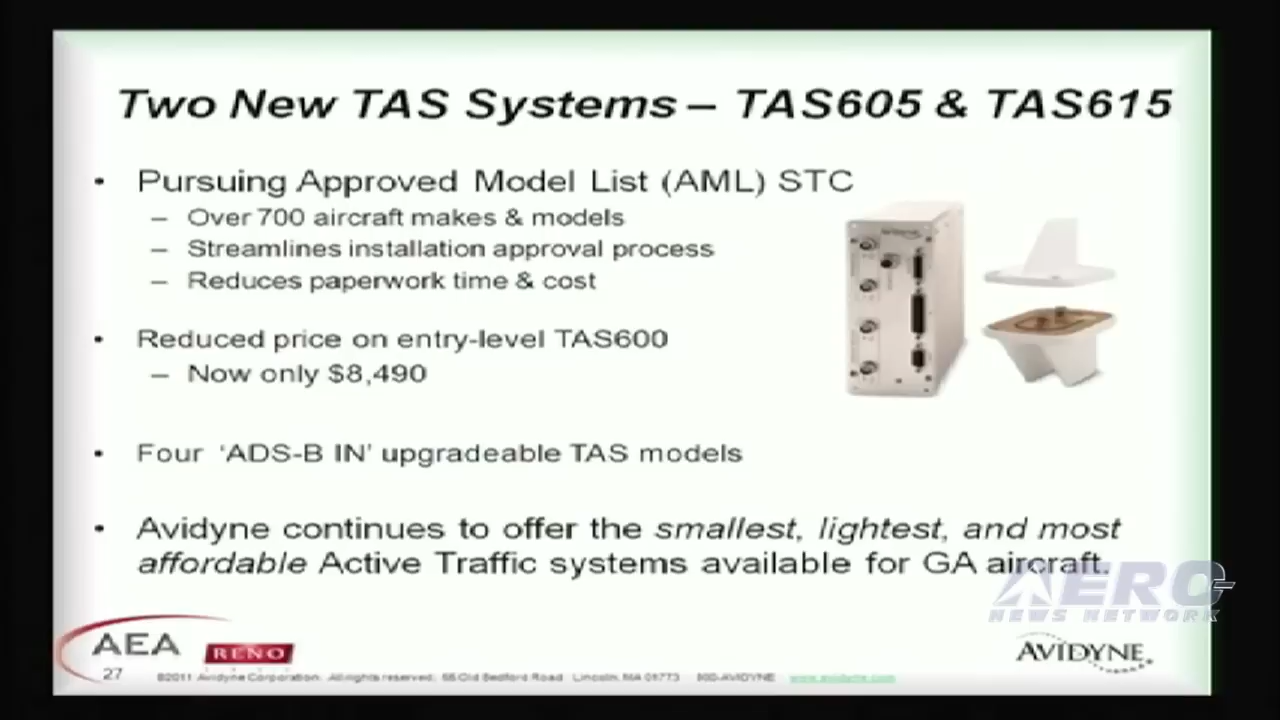 Two New TAS Systems – TAS605 & TAS615
• Pursuing Approved Model List (AML) STC
– Over 700 aircraft makes & models
– Streamlines installation approval process
– Reduces paperwork time & cost
• Reduced price on entry-level TAS600
– Now only $8,490
• Four ‘ADS-B IN’ upgradeable TAS models
• Avidyne continues to offer the smallest, lightest, and most
affordable Active Traffic systems available for GA aircraft.
AERO
NEWS NETWORK
AEA RENO
AVIDYNE
27
©2011 Avidyne Corporation. All rights reserved. 55 Old Bedford Road Lincoln, MA 01773 800-AVIDYNE www.avidyne.com